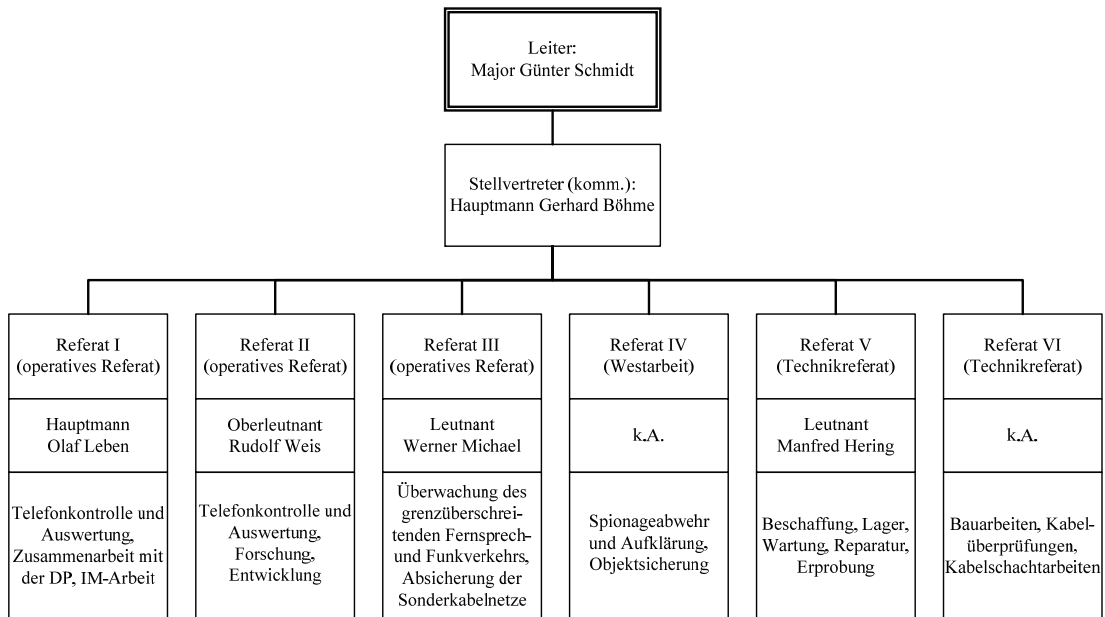 Leiter:
Major Günter Schmidt
Stellvertreter (komm.):
Hauptmann Gerhard Böhme
Referat I
(operatives Referat)
Hauptmann
Olaf Leben
Telefonkontrolle und
Auswertung,
Zusammenarbeit mit
der DP, IM-Arbeit
Referat II
(operatives Referat)
Oberleutnant
Rudolf Weis
Telefonkontrolle und
Auswertung,
Forschung,
Entwicklung
Referat III
(operatives Referat)
Leutnant
Werner Michael
Überwachung des
grenzüberschrei-
tenden Fernsprech-
und Funkverkehrs,
Absicherung der
Sonderkabelnetze
Referat IV
(Westarbeit)
k.A.
Spionageabwehr
und Aufklärung,
Objektsicherung
Referat V
(Technikreferat)
Leutnant
Manfred Hering
Beschaffung, Lager,
Wartung, Reparatur,
Erprobung
Referat VI
(Technikreferat)
k.A.
Bauarbeiten, Kabel-
überprüfungen,
Kabelschachtarbeiten